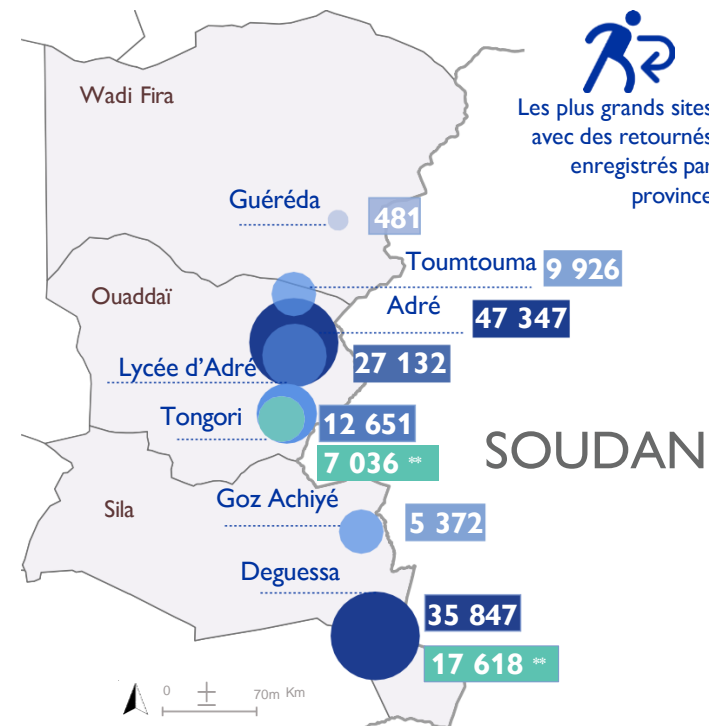 Les plus grands sites
avec des retournés
enregistrés par
province
Wadi Fira
Guéréda
481
Toumtouma
9 926
Ouaddaï
Adré
47 347
Lycée d'Adré
27 132
Tongori
12 651
7 036 **
SOUDAN
Sila
Goz Achiyé
5 372
Deguessa
35 847
17 618 **
0 ± 70m Km